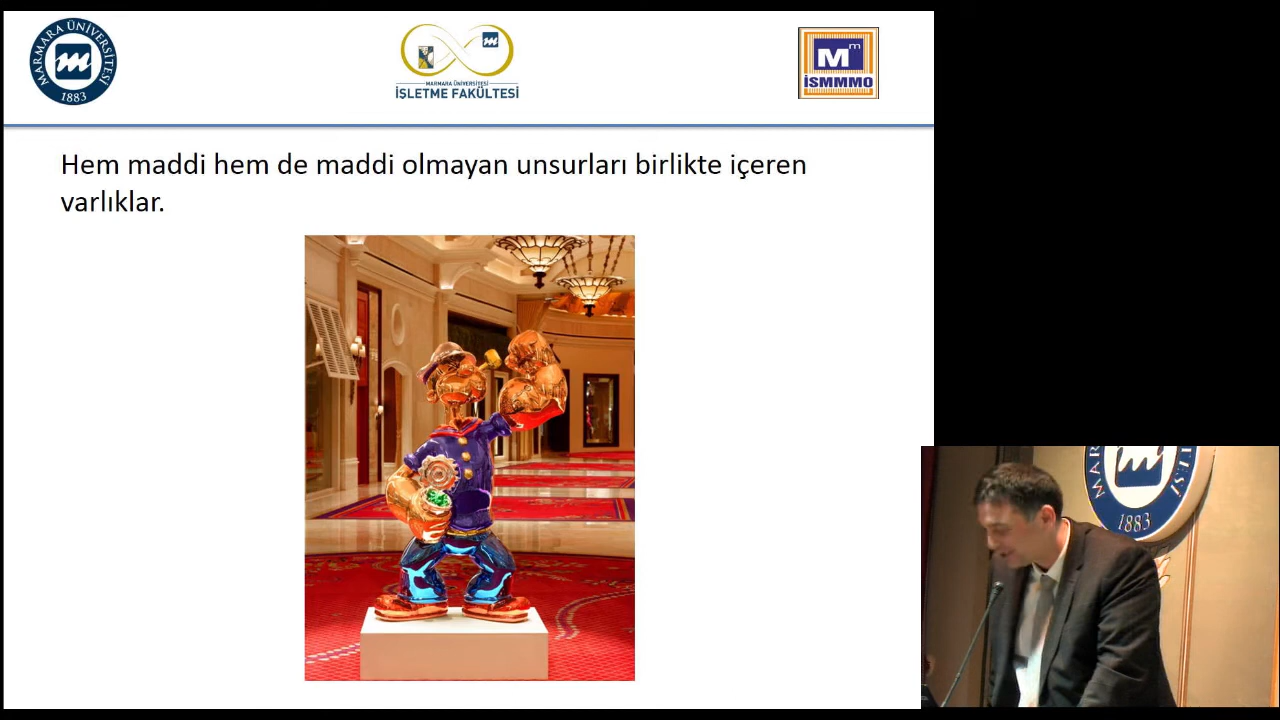 MARMARA ÜNİVERSİTESİ
1883
MARMARA ÜNİVERSİTESİ
İŞLETME FAKÜLTESİ
Mm
İSMMMO
Hem maddi hem de maddi olmayan unsurları birlikte içeren
varlıklar.
1883